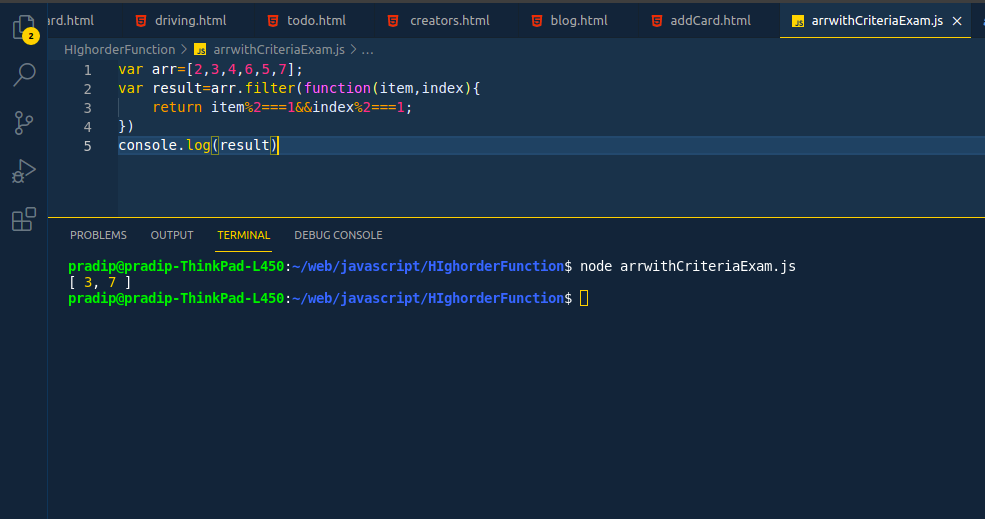 ard.html driving.html todo.html creators.html blog.html addCard.html JS arrwithCriteriaExam.js ×
2
HIghorderFunction > JS arrwithCriteriaExam.js > ...
1 var arr=[2,3,4,6,5,7];
2 var result=arr.filter(function(item,index){
3 return item%2===1&&index%2===1;
4 })
5 console.log(result)
PROBLEMS OUTPUT TERMINAL DEBUG CONSOLE
pradip@pradip-ThinkPad-L450:~/web/javascript/HIghorderFunction$ node arrwithCriteriaExam.js
[ 3, 7 ]
pradip@pradip-ThinkPad-L450:~/web/javascript/HIghorderFunction$